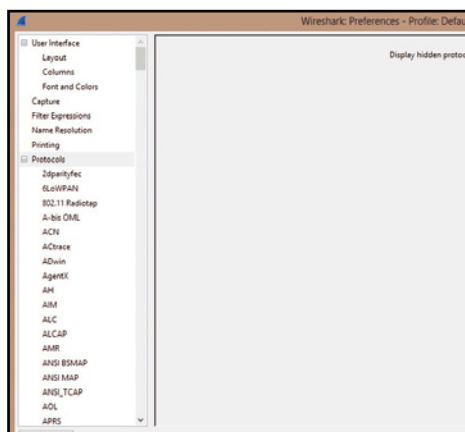 Wireshark: Preferences - Profile: Defau
User Interface
Layout
Columns
Font and Colors
Capture
Filter Expressions
Name Resolution
Printing
Protocols
2dparityfec
6LoWPAN
802.11 Radiotap
A-bis OML
ACN
ACtrace
ADwin
AgentX
AH
AIM
ALC
ALCAP
AMR
ANSI BSMAP
ANSI MAP
ANSI_TCAP
AOL
APRS
Display hidden protoc